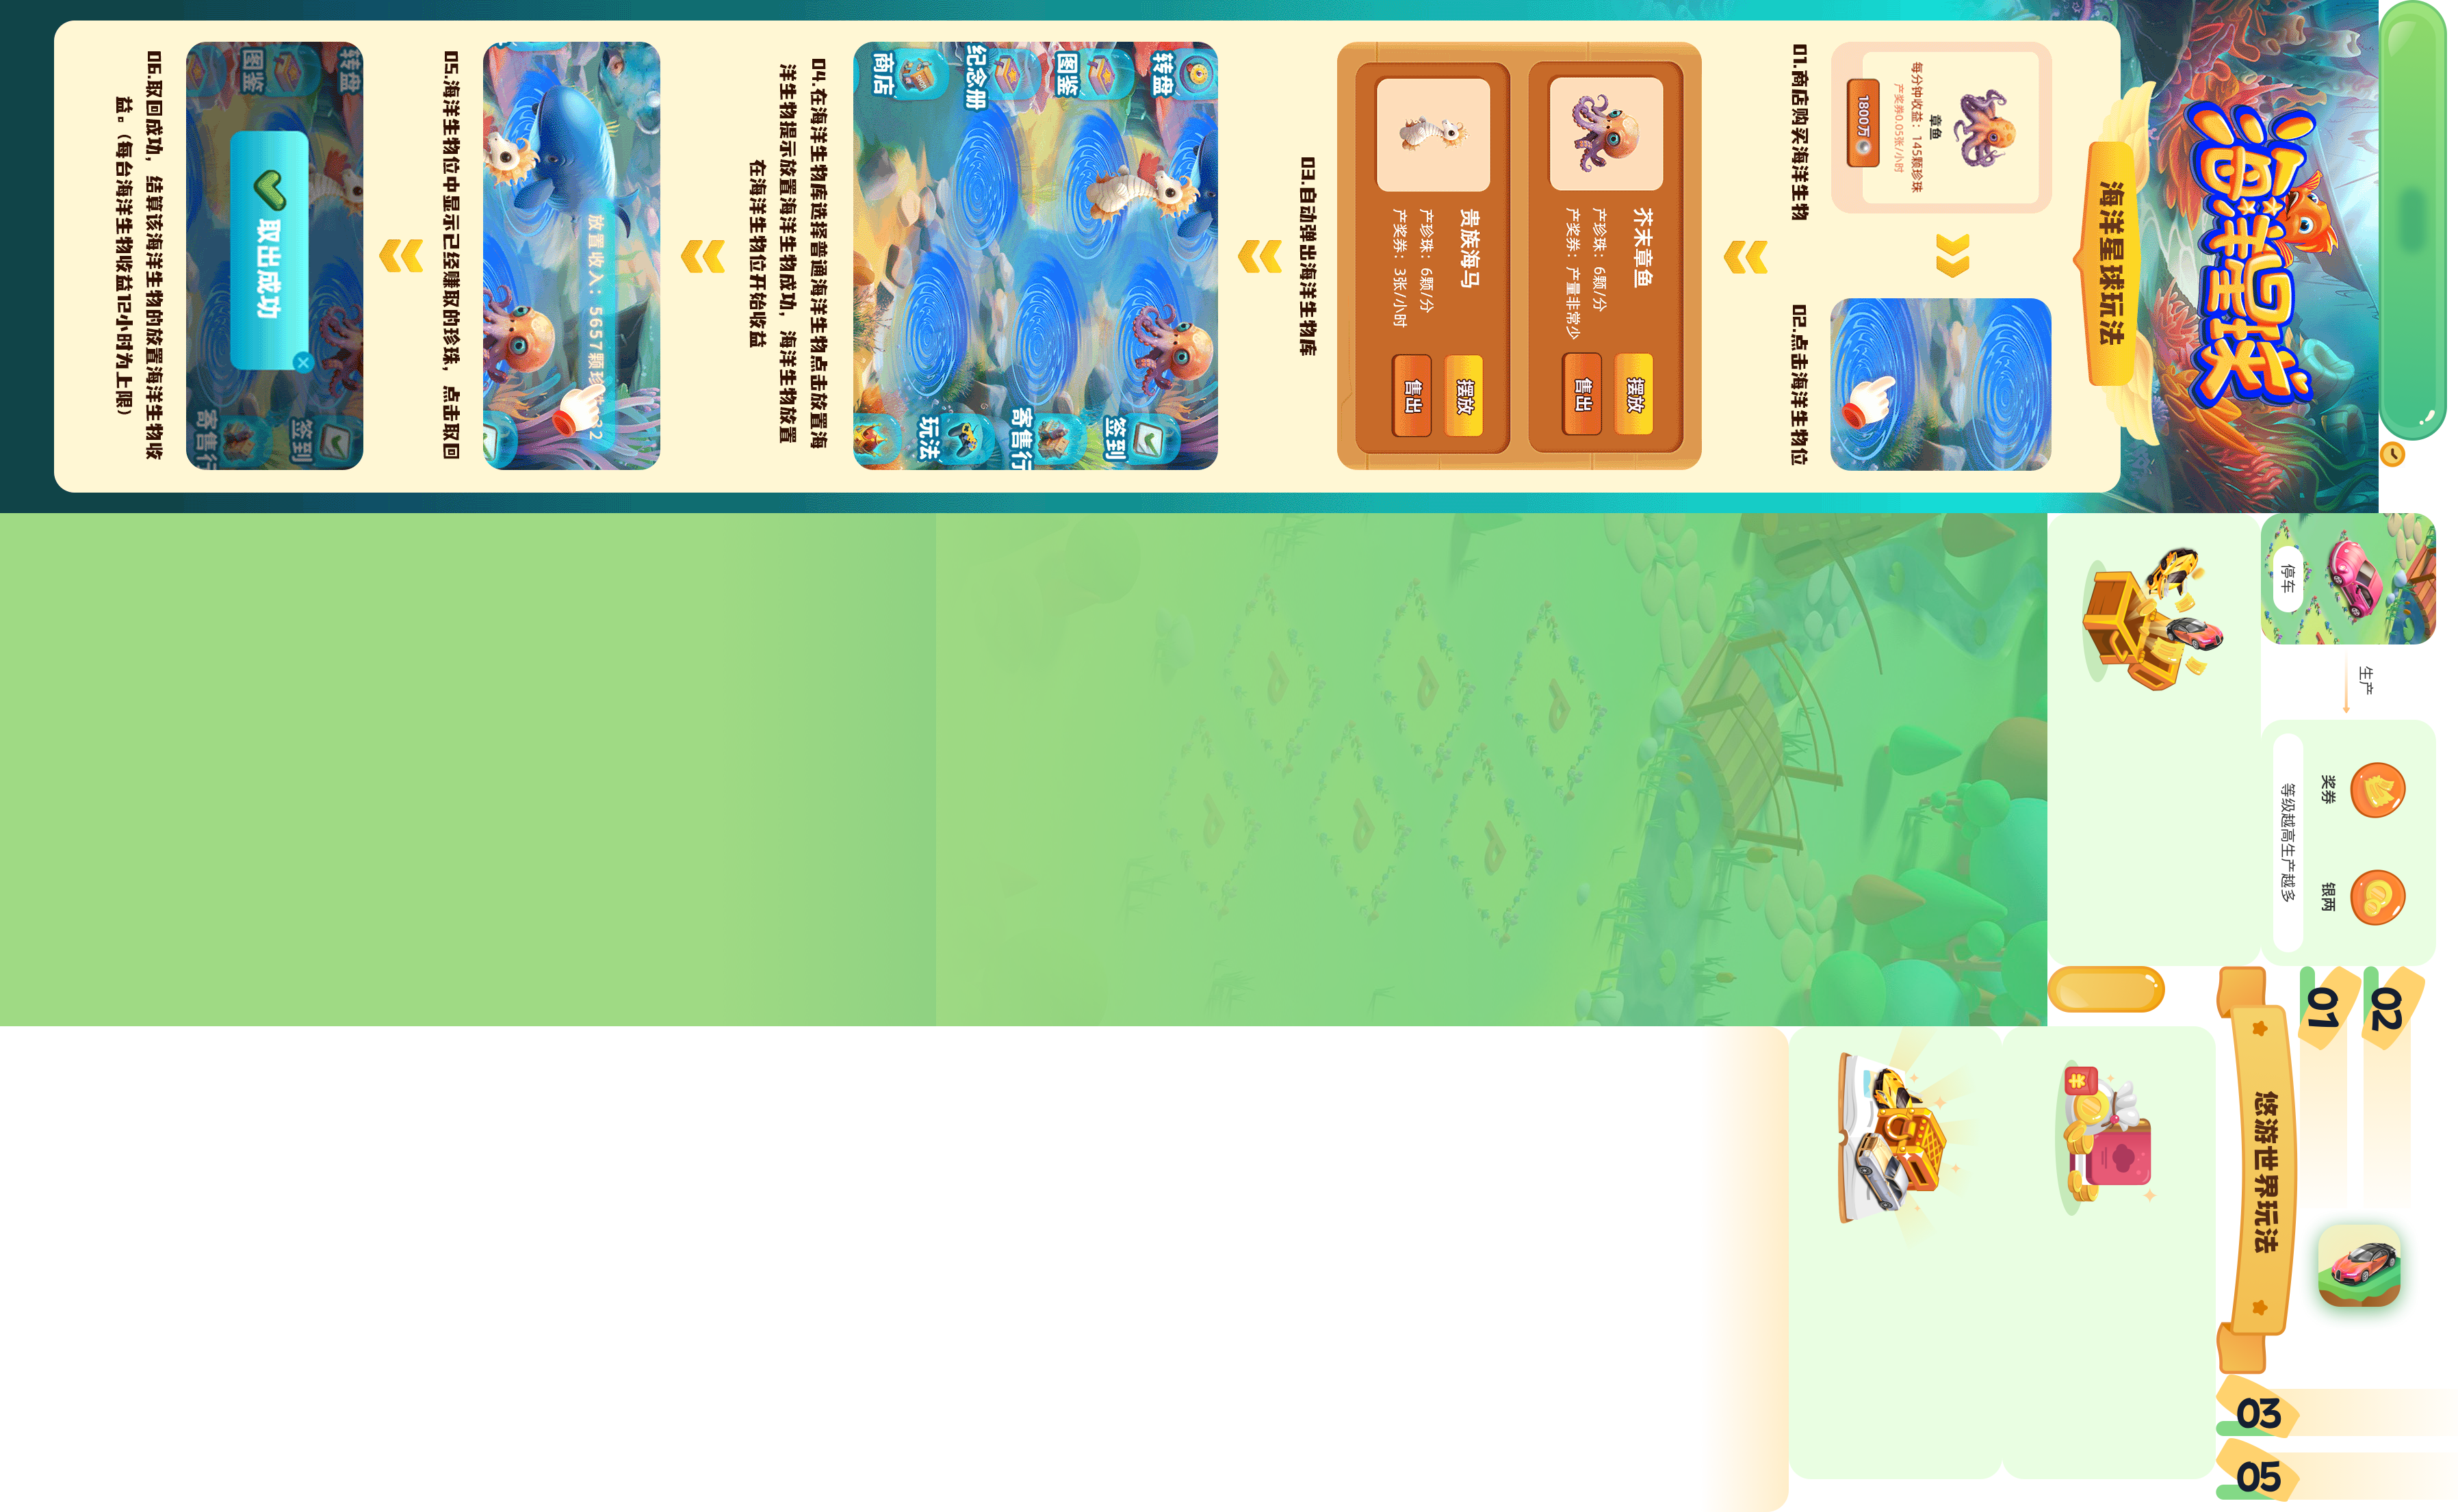 海洋星球
海洋星球玩法
章鱼
每分钟收益：145颗珍珠
产奖券0.05张/小时
1800万
01.商店购买海洋生物
02.点击海洋生物位
芥末章鱼
产珍珠：6颗/分
产奖券：产量非常少
摆放
售出
贵族海马
产珍珠：6颗/分
产奖券：3张/小时
摆放
售出
03.自动弹出海洋生物库
转盘
图鉴
纪念册
商店
签到
寄售行
玩法
04.在海洋生物库选择普通海洋生物点击放置海
洋生物提示放置海洋生物成功，海洋生物放置
在海洋生物位开始收益
放置收入：5657颗珍
05.海洋生物位中显示已经赚取的珍珠，点击取回
转盘
图鉴
签到
寄售行
取出成功
06.取回成功，结算该海洋生物的放置海洋生物收
益。（每台海洋生物收益12小时为上限）
停车
生产
奖券
银两
等级越高生产越多
01
02
悠游世界玩法
03
05